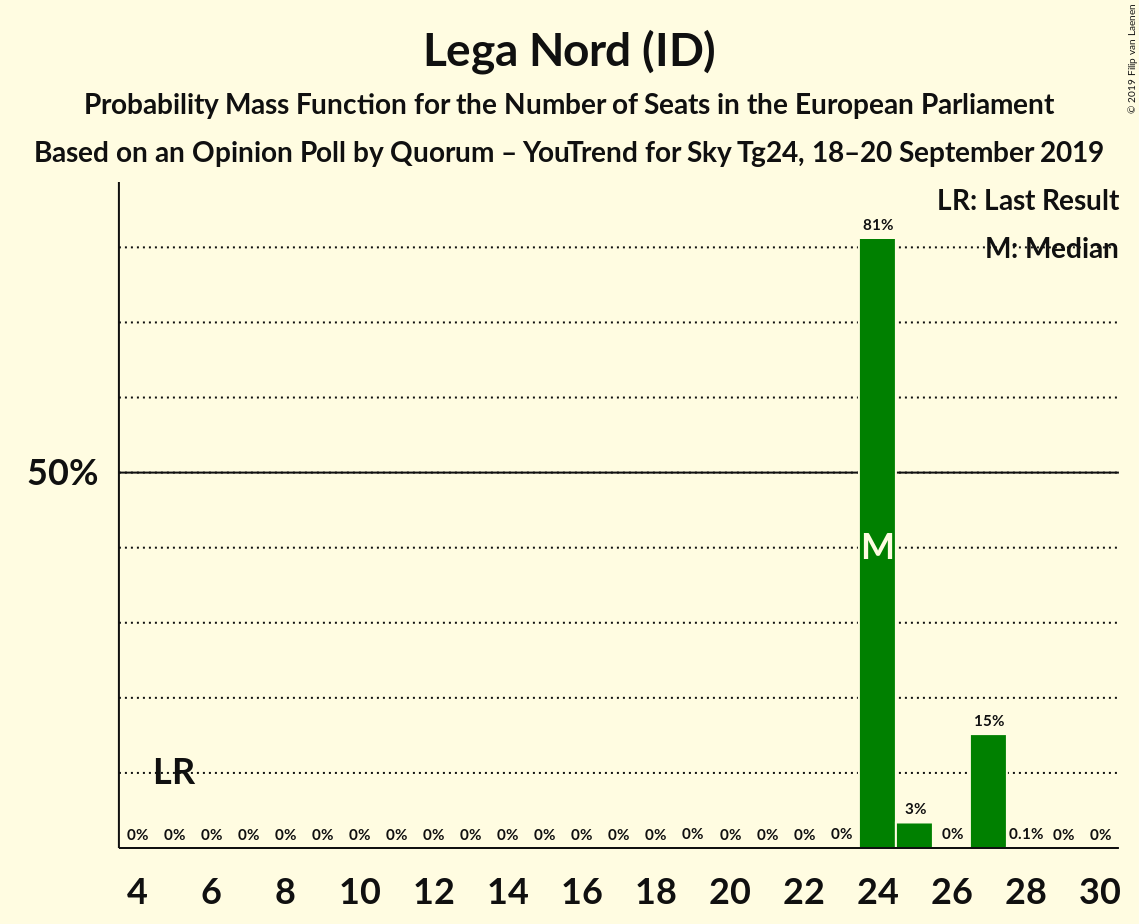 Lega Nord (ID)
Probability Mass Function for the Number of Seats in the European Parliament
Based on an Opinion Poll by Quorum – YouTrend for Sky Tg24, 18–20 September 2019
© 2019 Filip van Laenen
LR: Last Result
M: Median
81%
50%
M
15%
LR
3%
0% 0% 0% 0% 0% 0% 0% 0% 0% 0% 0% 0% 0% 0% 0% 0% 0% 0% 0% 0% 0% 0.1% 0% 0%
4 6 8 10 12 14 16 18 20 22 24 26 28 30